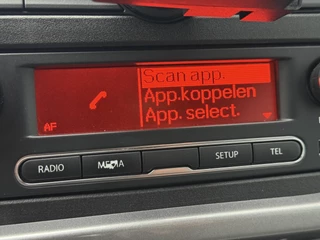 Scan app.
App.koppelen
App. select.
AF
RADIO
MEDIA
SETUP
TEL